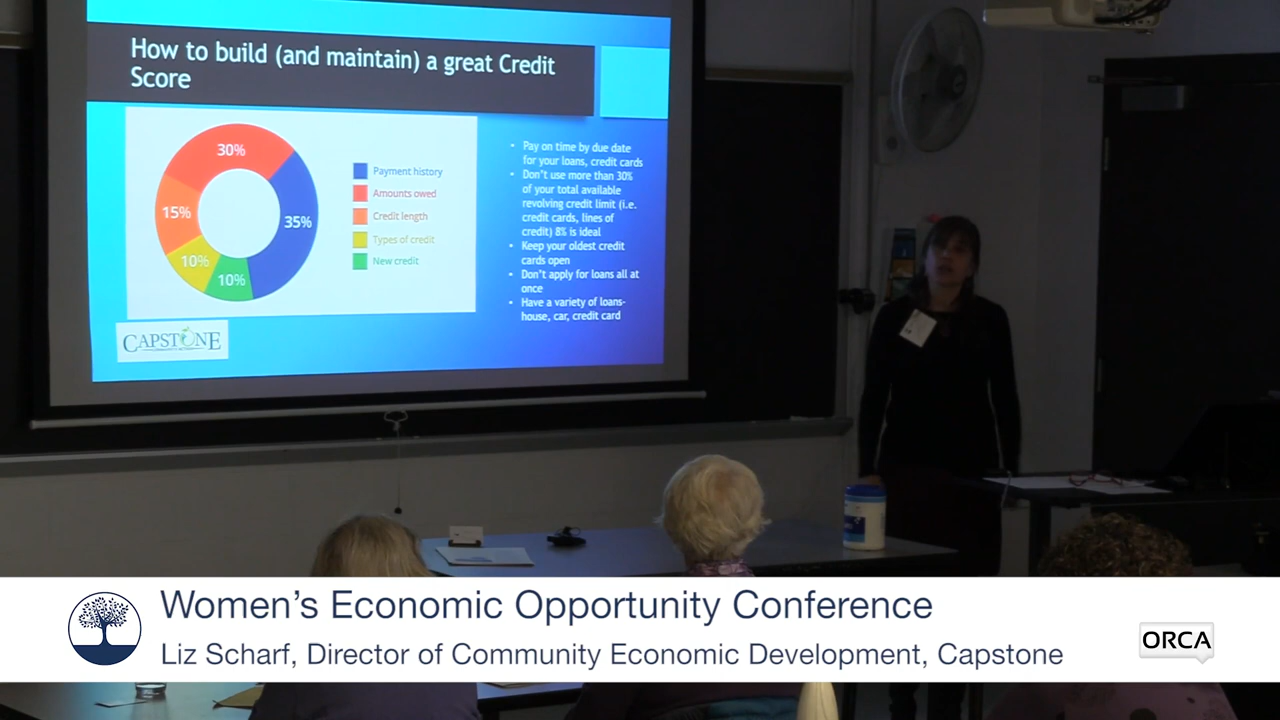 How to build (and maintain) a great Credit
Score
30%
35%
15%
10%
10%
Payment history
Amounts owed
Credit length
Types of credit
New credit
• Pay on time by due date
for your loans, credit cards
• Don't use more than 30%
of your total available
revolving credit limit (i.e.
credit cards, lines of
credit) 8% is ideal
• Keep your oldest credit
cards open
• Don't apply for loans all at
once
• Have a variety of loans-
house, car, credit card
CAPSTONE
Women's Economic Opportunity Conference
Liz Scharf, Director of Community Economic Development, Capstone
ORCA